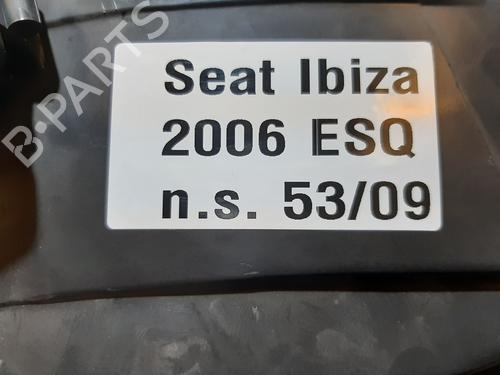 B-PARTS
Seat Ibiza
2006 ESQ
n.s. 53/09